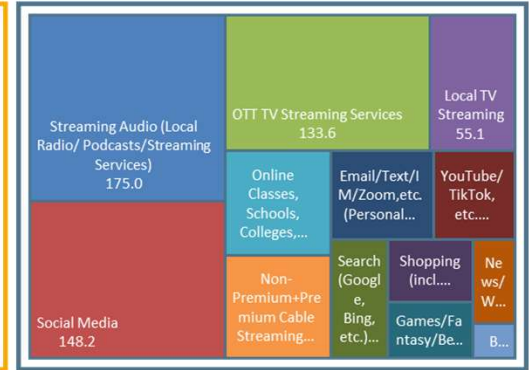 Streaming Audio (Local
Radio/ Podcasts/Streaming
Services)
175.0
Social Media
148.2
OTT TV Streaming Services
133.6
Local TV
Streaming
55.1
Online
Classes,
Schools,
Colleges,...
Email/Text/I
M/Zoom,etc.
(Personal...
YouTube/
TikTok,
etc....
Non-
Premium+Pre
mium Cable
Streaming...
Search
(Googl
e,
Bing,
etc.)...
Shopping
(incl....
Games/Fa
ntasy/Be...
Ne
ws/
W...
B...